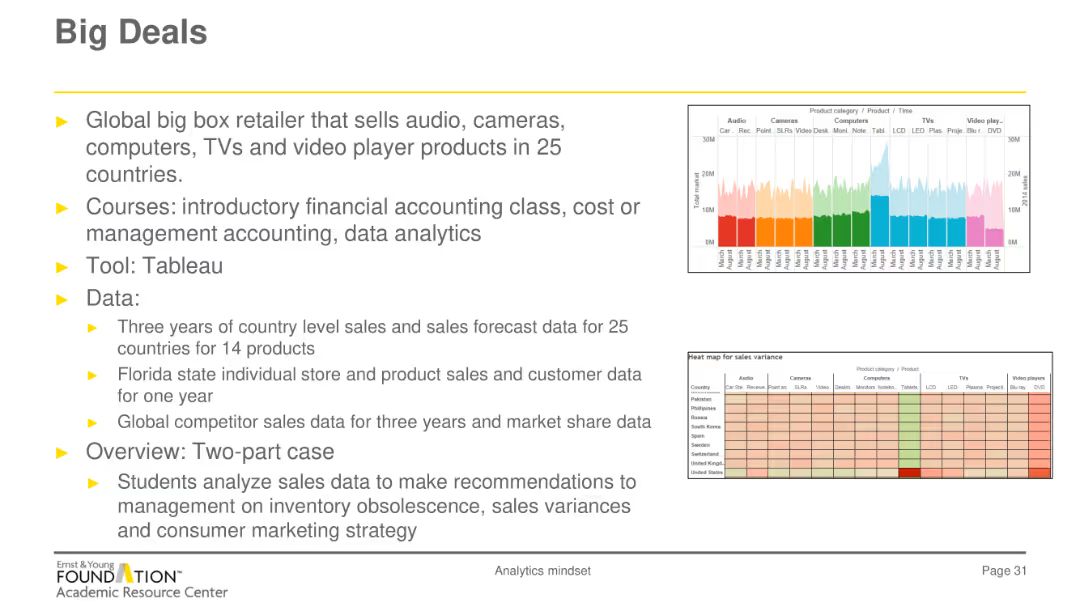 Big Deals
Global big box retailer that sells audio, cameras,
computers, TVs and video player products in 25
countries.
Courses: introductory financial accounting class, cost or
management accounting, data analytics
Tool: Tableau
Data:
Three years of country level sales and sales forecast data for 25
countries for 14 products
Florida state individual store and product sales and customer data
for one year
Global competitor sales data for three years and market share data
Overview: Two-part case
Students analyze sales data to make recommendations to
management on inventory obsolescence, sales variances
and consumer marketing strategy
Product category / Product / Time
Audio Cameras Computers TVs Video play..
Car Rec. Point SLRs Video Desk Moni. Note Tabl. LCD LED Plas. Proje. Blu r DVD
30M 30M
20M 20M
10M 10M
0M 0M
Total market
2014 sales
March August March August March August March August March August March August March August March August March August March August March August March August March August March August March August
Heat map for sales variance
Product category / Product
Audio Cameras Computers TVs Video players
Country Car Ste Receive. Point an. SLRs Video Deskto. Monitors Notebo. Tablets LCD LED Plasma Projecti. Blu ray DVD
Pakistan
Philippines
Russia
South Korea
Spain
Sweden
Switzerland
United Kingd..
United States
Ernst & Young
FOUNDATION™
Academic Resource Center
Analytics mindset
Page 31